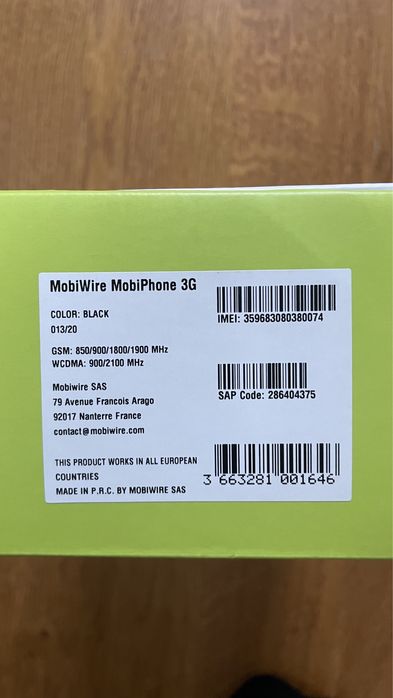 MobiWire MobiPhone 3G
COLOR: BLACK
013/20
GSM: 850/900/1800/1900 MHz
WCDMA: 900/2100 MHz
Mobiwire SAS
79 Avenue Francois Arago
92017 Nanterre France
contact@mobiwire.com
THIS PRODUCT WORKS IN ALL EUROPEAN
COUNTRIES
MADE IN P.R.C. BY MOBIWIRE SAS
IMEI: 359683080380074
SAP Code: 286404375
3 663281 001646